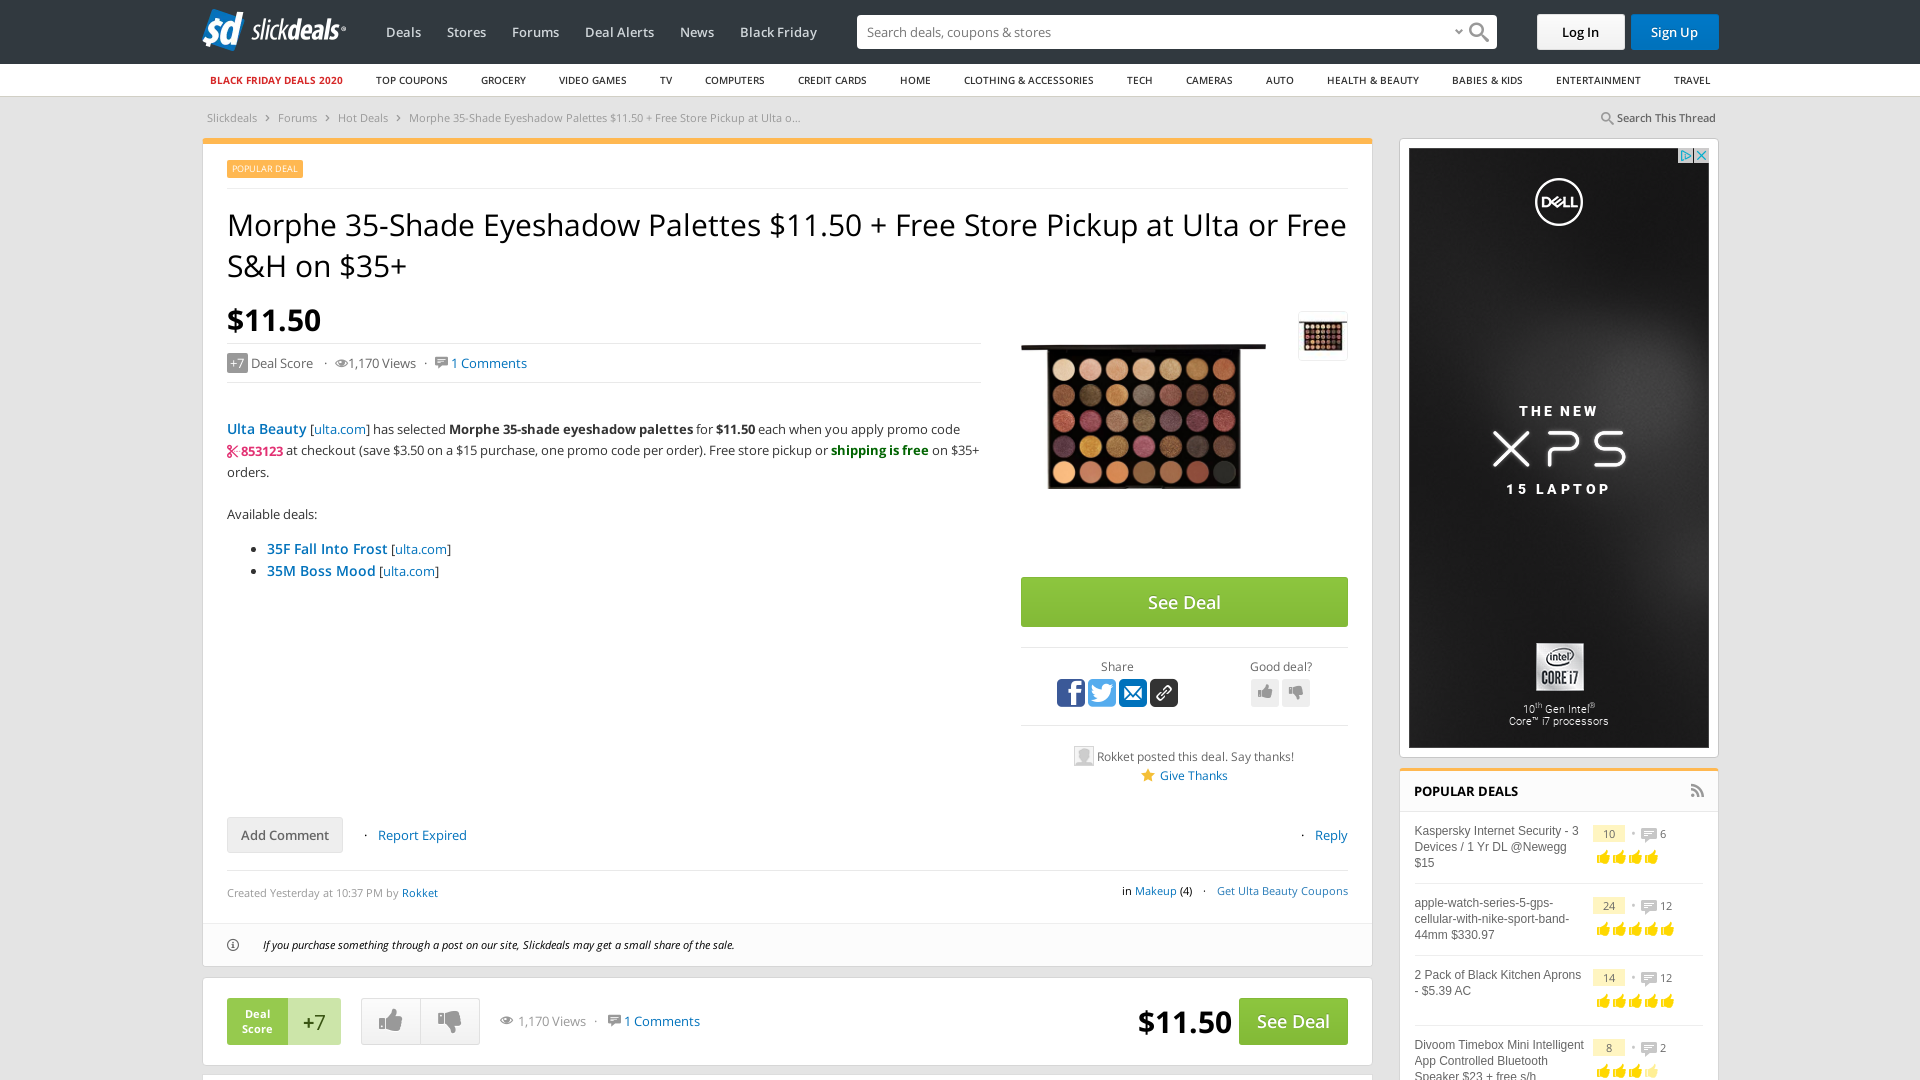 sd slickdeals
Deals
Stores
Forums
Deal Alerts
News
Black Friday
Search deals, coupons & stores
Log In
Sign Up
BLACK FRIDAY DEALS 2020
TOP COUPONS
GROCERY
VIDEO GAMES
TV
COMPUTERS
CREDIT CARDS
HOME
CLOTHING & ACCESSORIES
TECH
CAMERAS
AUTO
HEALTH & BEAUTY
BABIES & KIDS
ENTERTAINMENT
TRAVEL
Slickdeals › Forums › Hot Deals › Morphe 35-Shade Eyeshadow Palettes $11.50 + Free Store Pickup at Ulta o...
Search This Thread
POPULAR DEAL
Morphe 35-Shade Eyeshadow Palettes $11.50 + Free Store Pickup at Ulta or Free
S&H on $35+
$11.50
+7 Deal Score · 1,170 Views · 1 Comments
Ulta Beauty [ulta.com] has selected Morphe 35-shade eyeshadow palettes for $11.50 each when you apply promo code
853123 at checkout (save $3.50 on a $15 purchase, one promo code per order). Free store pickup or shipping is free on $35+
orders.
Available deals:
• 35F Fall Into Frost [ulta.com]
• 35M Boss Mood [ulta.com]
See Deal
Share
Good deal?
Rokket posted this deal. Say thanks!
Give Thanks
Add Comment · Report Expired
· Reply
Created Yesterday at 10:37 PM by Rokket
in Makeup (4) · Get Ulta Beauty Coupons
If you purchase something through a post on our site, Slickdeals may get a small share of the sale.
Deal
Score
+7
1,170 Views · 1 Comments
$11.50
See Deal
DELL
THE NEW
XPS
15 LAPTOP
intel
CORE i7
10th Gen Intel®
Core™ i7 processors
POPULAR DEALS
Kaspersky Internet Security - 3
Devices / 1 Yr DL @Newegg
$15
10 • 6
apple-watch-series-5-gps-
cellular-with-nike-sport-band-
44mm $330.97
24 • 12
2 Pack of Black Kitchen Aprons
- $5.39 AC
14 • 12
Divoom Timebox Mini Intelligent
App Controlled Bluetooth
Speaker $23 + free s/h
8 • 2